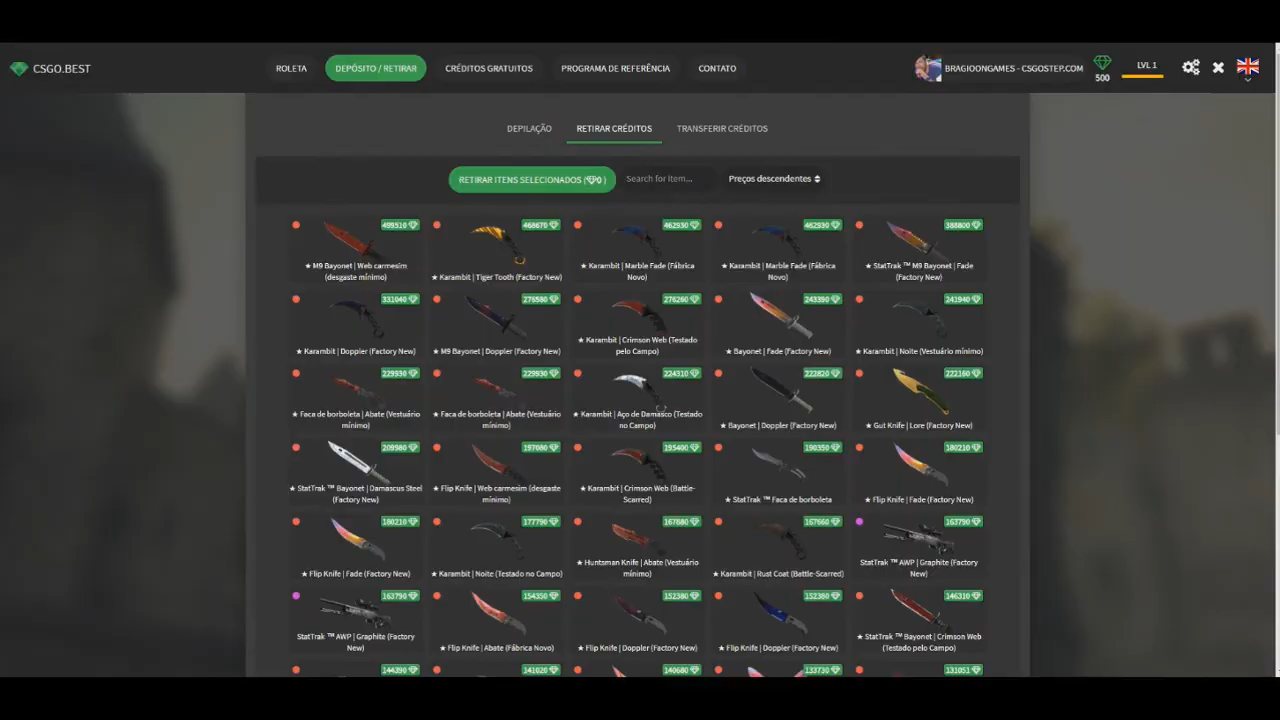 CSGO.BEST
ROLETA
DEPÓSITO / RETIRAR
CRÉDITOS GRATUITOS
PROGRAMA DE REFERÊNCIA
CONTATO
BRAGIOONGAMES - CSGOSTEP.COM
500
LVL 1
DEPILAÇÃO
RETIRAR CRÉDITOS
TRANSFERIR CRÉDITOS
RETIRAR ITENS SELECIONADOS (0)
Search for item...
Preços descendentes
495510
★ M9 Bayonet | Web carmesim
(desgaste mínimo)
468670
★ Karambit | Tiger Tooth (Factory New)
462930
★ Karambit | Marble Fade (Fábrica
Novo)
462930
★ Karambit | Marble Fade (Fábrica
Novo)
388800
★ StatTrak ™ M9 Bayonet | Fade
(Factory New)
331040
★ Karambit | Doppler (Factory New)
276580
★ M9 Bayonet | Doppler (Factory New)
276260
★ Karambit | Crimson Web (Testado
pelo Campo)
243390
★ Bayonet | Fade (Factory New)
241940
★ Karambit | Noite (Vestuário mínimo)
229930
★ Faca de borboleta | Abate (Vestuário
mínimo)
229930
★ Faca de borboleta | Abate (Vestuário
mínimo)
224310
★ Karambit | Aço de Damasco (Testado
no Campo)
222820
★ Bayonet | Doppler (Factory New)
222160
★ Gut Knife | Lore (Factory New)
209580
★ StatTrak ™ Bayonet | Damascus Steel
(Factory New)
197080
★ Flip Knife | Web carmesim (desgaste
mínimo)
195400
★ Karambit | Crimson Web (Battle-
Scarred)
190350
★ StatTrak ™ Faca de borboleta
180210
★ Flip Knife | Fade (Factory New)
180210
★ Flip Knife | Fade (Factory New)
177790
★ Karambit | Noite (Testado no Campo)
167680
★ Huntsman Knife | Abate (Vestuário
mínimo)
167660
★ Karambit | Rust Coat (Battle-Scarred)
163790
StatTrak ™ AWP | Graphite (Factory
New)
163790
StatTrak ™ AWP | Graphite (Factory
New)
154350
★ Flip Knife | Abate (Fábrica Novo)
152380
★ Flip Knife | Doppler (Factory New)
152380
★ Flip Knife | Doppler (Factory New)
146310
★ StatTrak ™ Bayonet | Crimson Web
(Testado pelo Campo)
144390
141020
140680
133730
131051